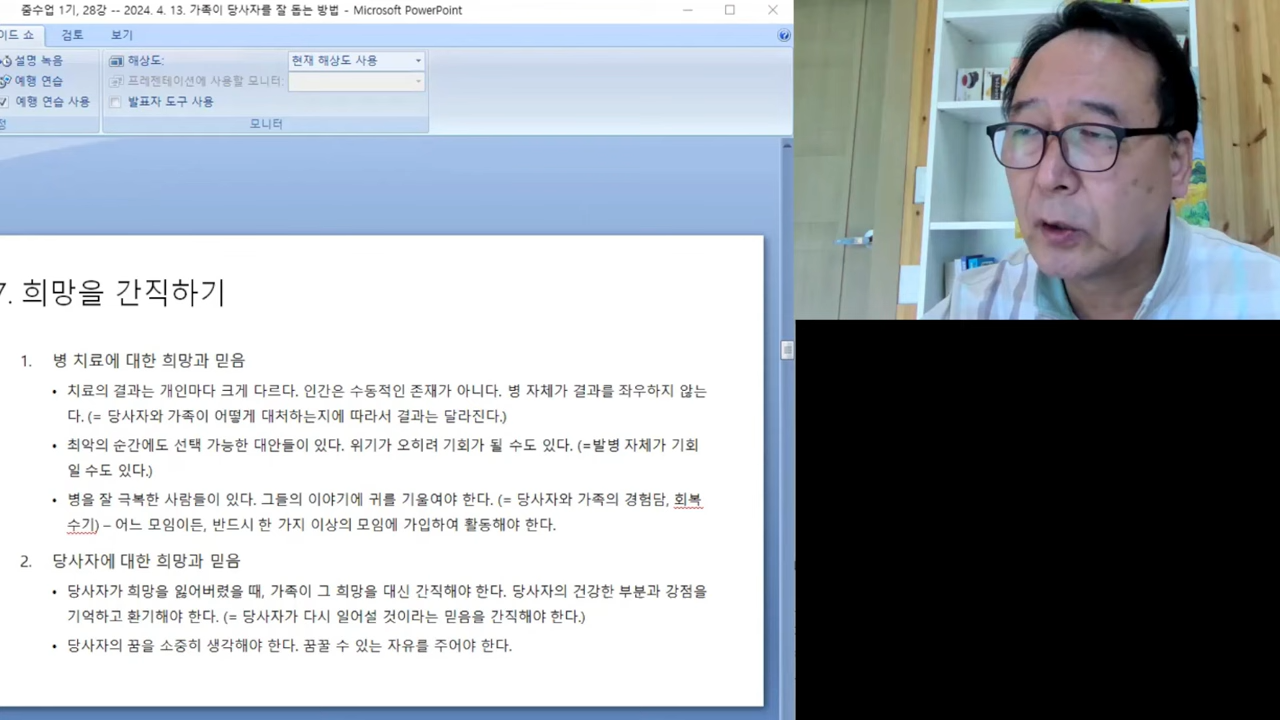 줌수업 1기, 28강 -- 2024. 4. 13. 가족이 당사자를 잘 돕는 방법 - Microsoft PowerPoint
이드 쇼 검토 보기
설명 녹음
예행 연습
예행 연습 사용
정
해상도: 현재 해상도 사용
프레젠테이션에 사용할 모니터:
발표자 도구 사용
모니터
7. 희망을 간직하기
1. 병 치료에 대한 희망과 믿음
• 치료의 결과는 개인마다 크게 다르다. 인간은 수동적인 존재가 아니다. 병 자체가 결과를 좌우하지 않는
다. (= 당사자와 가족이 어떻게 대처하는지에 따라서 결과는 달라진다.)
• 최악의 순간에도 선택 가능한 대안들이 있다. 위기가 오히려 기회가 될 수도 있다. (=발병 자체가 기회
일 수도 있다.)
• 병을 잘 극복한 사람들이 있다. 그들의 이야기에 귀를 기울여야 한다. (= 당사자와 가족의 경험담, 회복
수기) – 어느 모임이든, 반드시 한 가지 이상의 모임에 가입하여 활동해야 한다.
2. 당사자에 대한 희망과 믿음
• 당사자가 희망을 잃어버렸을 때, 가족이 그 희망을 대신 간직해야 한다. 당사자의 건강한 부분과 강점을
기억하고 환기해야 한다. (= 당사자가 다시 일어설 것이라는 믿음을 간직해야 한다.)
• 당사자의 꿈을 소중히 생각해야 한다. 꿈꿀 수 있는 자유를 주어야 한다.